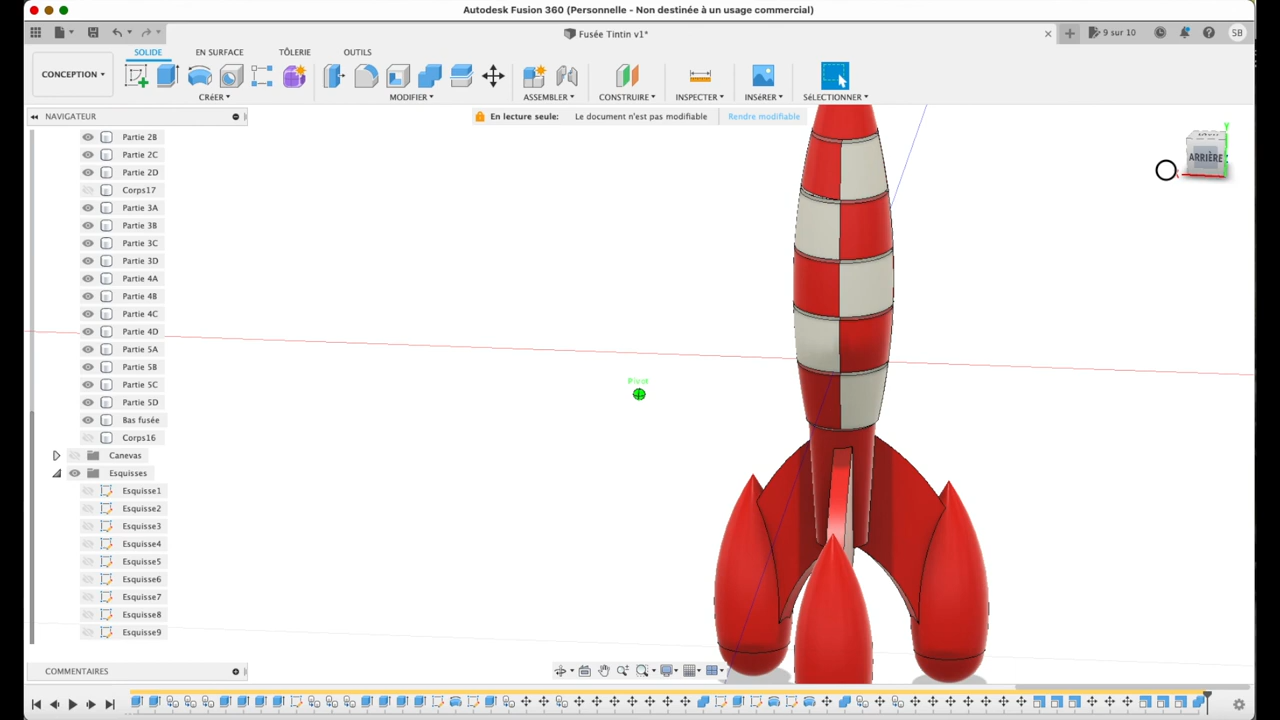 Autodesk Fusion 360 (Personnelle - Non destinée à un usage commercial)
Fusée Tintin v1*
9 sur 10
SB
SOLIDE EN SURFACE TÔLERIE OUTILS
CONCEPTION
CRÉER MODIFIER ASSEMBLER CONSTRUIRE INSPECTER INSÉRER SÉLECTIONNER
NAVIGATEUR
En lecture seule: Le document n'est pas modifiable Rendre modifiable
Partie 2B
Partie 2C
Partie 2D
Corps17
Partie 3A
Partie 3B
Partie 3C
Partie 3D
Partie 4A
Partie 4B
Partie 4C
Partie 4D
Partie 5A
Partie 5B
Partie 5C
Partie 5D
Bas fusée
Corps16
Canevas
Esquisses
Esquisse1
Esquisse2
Esquisse3
Esquisse4
Esquisse5
Esquisse6
Esquisse7
Esquisse8
Esquisse9
Pivot
Y
ARRIÈRE
X
COMMENTAIRES